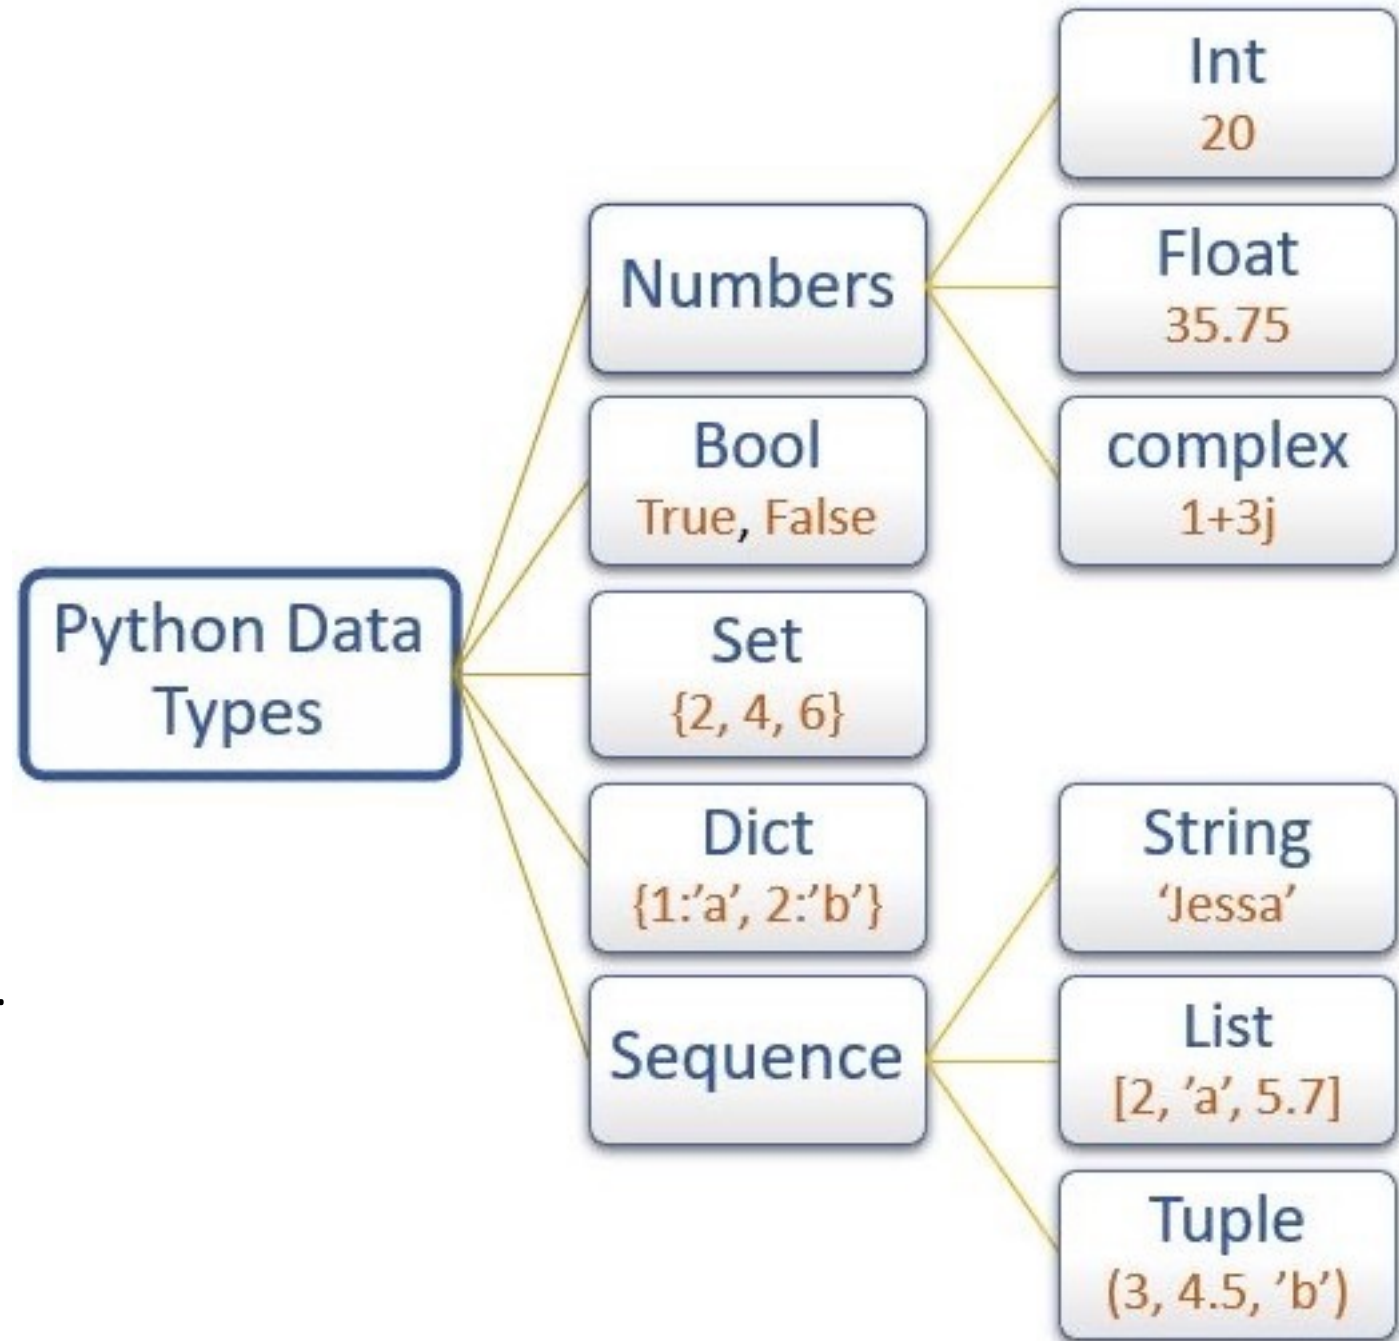 Python Data
Types
Numbers
Int
20
Float
35.75
complex
1+3j
Bool
True, False
Set
{2, 4, 6}
Dict
{1:’a’, 2:’b’}
Sequence
String
‘Jessa’
List
[2, ’a’, 5.7]
Tuple
(3, 4.5, ’b’)
.